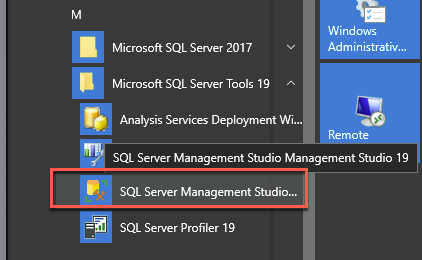 M
Microsoft SQL Server 2017
Microsoft SQL Server Tools 19
Analysis Services Deployment Wi...
SQL Server Management Studio Management Studio 19
SQL Server Management Studio...
SQL Server Profiler 19
Windows
Administrativ...
Remote